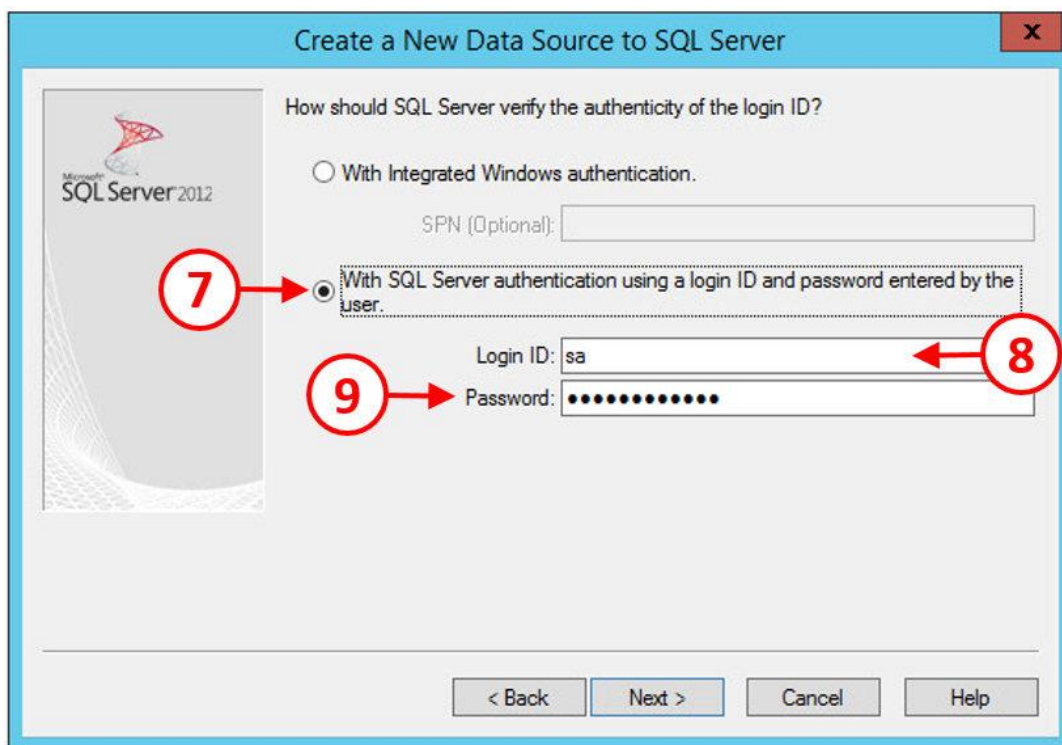 Create a New Data Source to SQL Server
x
How should SQL Server verify the authenticity of the login ID?
Microsoft®
SQL Server 2012
With Integrated Windows authentication.
SPN (Optional):
7
With SQL Server authentication using a login ID and password entered by the
user.
Login ID: sa
8
9
Password: ●●●●●●●●●●●●
< Back
Next >
Cancel
Help